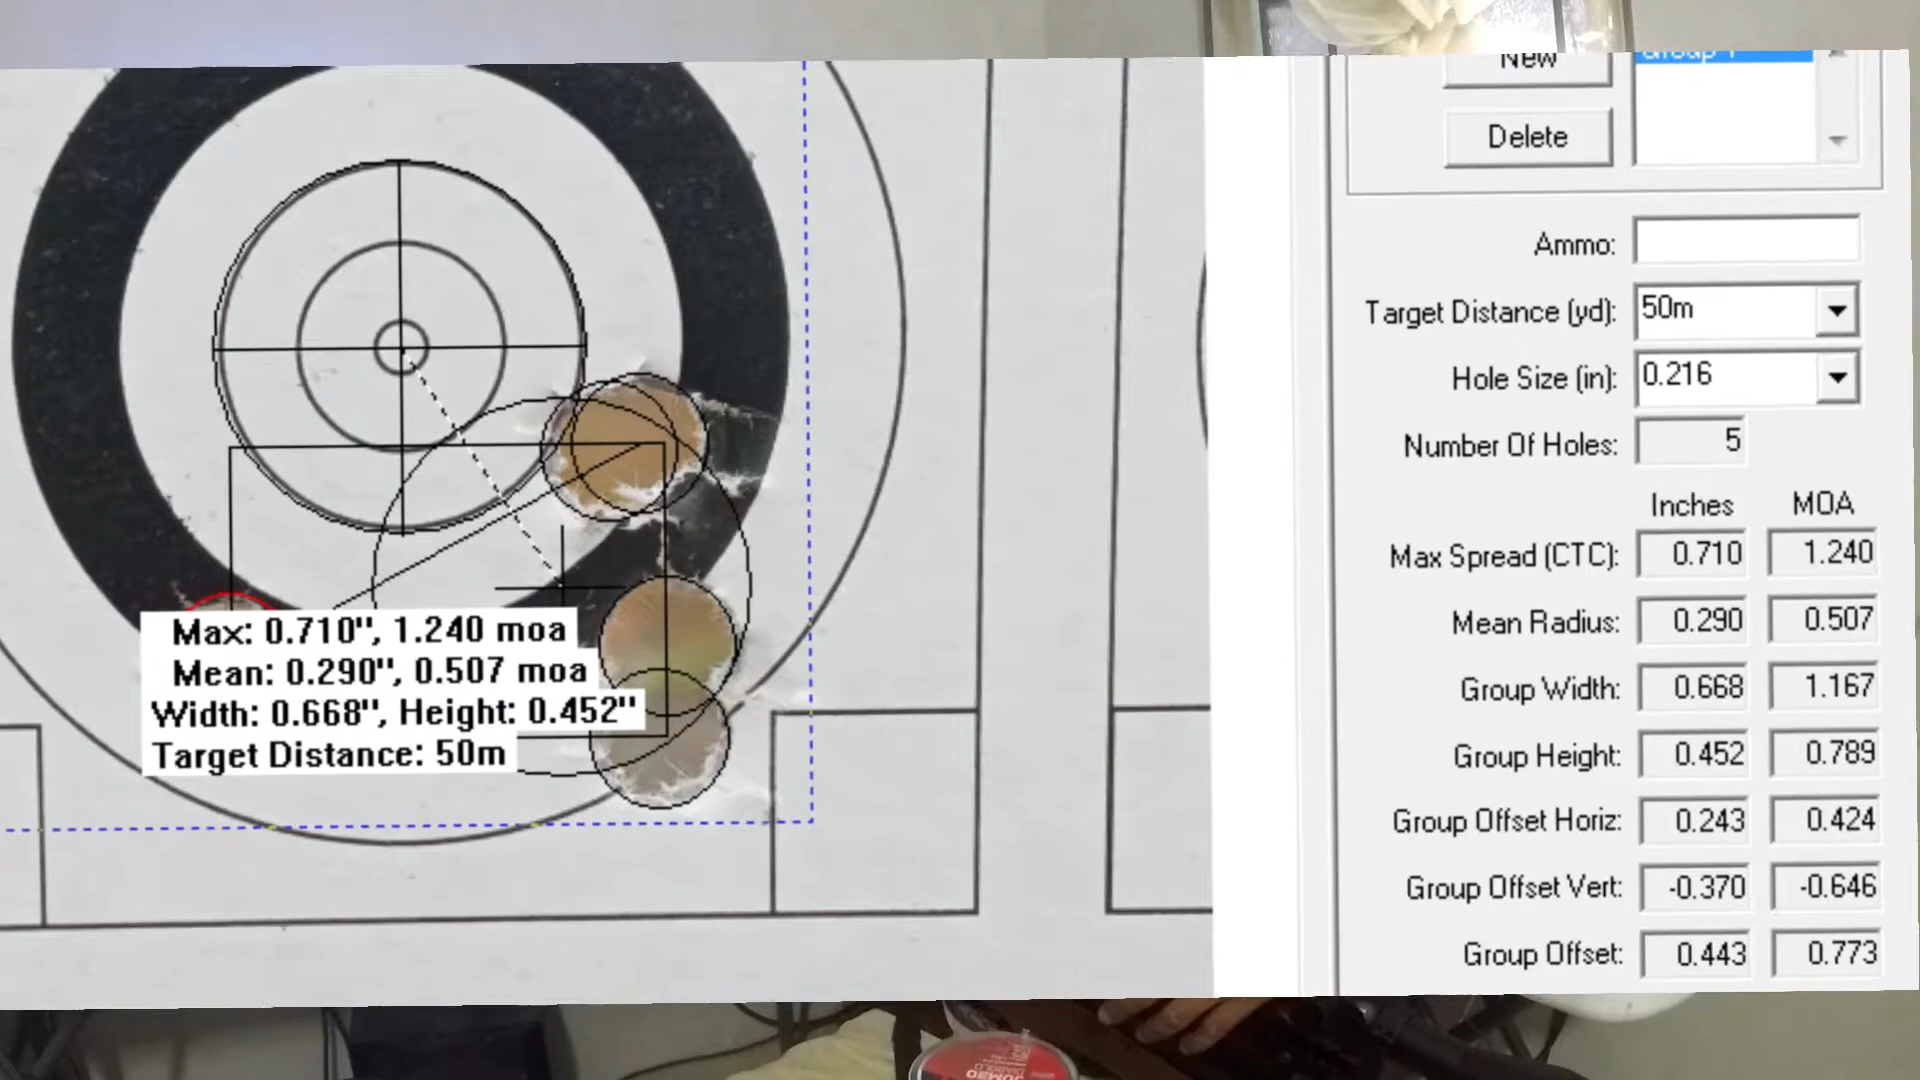 New
Group 1
Delete
Ammo:
Target Distance (yd): 50m
Hole Size (in): 0.216
Number Of Holes: 5
Inches MOA
Max Spread (CTC): 0.710 1.240
Mean Radius: 0.290 0.507
Group Width: 0.668 1.167
Group Height: 0.452 0.789
Group Offset Horiz: 0.243 0.424
Group Offset Vert: -0.370 -0.646
Group Offset: 0.443 0.773
Max: 0.710", 1.240 moa
Mean: 0.290", 0.507 moa
Width: 0.668", Height: 0.452"
Target Distance: 50m
JUMBO
DIABOLO